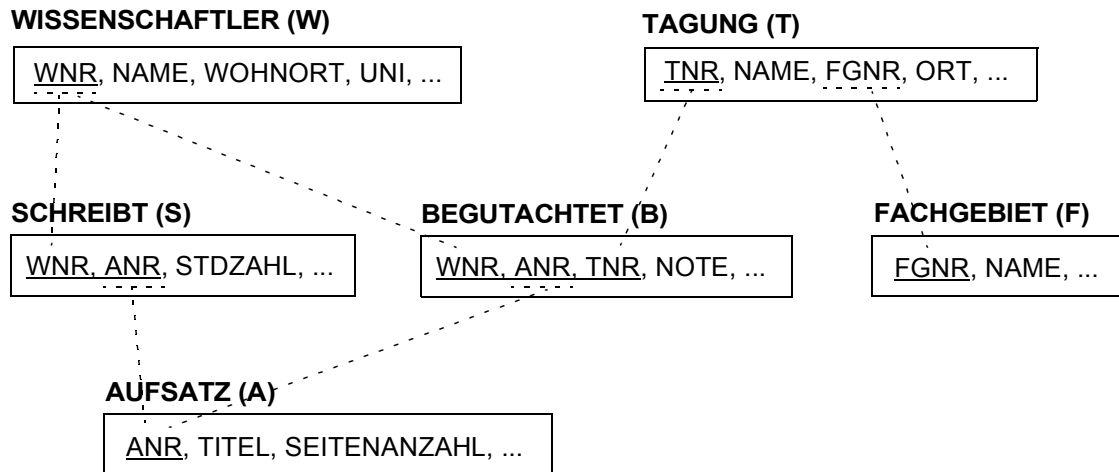 WISSENSCHAFTLER (W)
TAGUNG (T)
WNR, NAME, WOHNORT, UNI, ...
TNR, NAME, FGNR, ORT, ...
SCHREIBT (S)
BEGUTACHTET (B)
FACHGEBIET (F)
WNR, ANR, STDZAHL, ...
WNR, ANR, TNR, NOTE, ...
FGNR, NAME, ...
AUFSATZ (A)
ANR, TITEL, SEITENANZAHL, ...